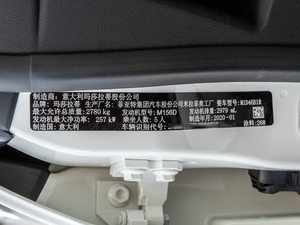 制造商：意大利玛莎拉蒂股份公司
品牌：玛莎拉蒂 生产厂名：菲亚特集团汽车股份公司米拉菲奥工厂 整车型号：M1D46B1R
最大允许总质量：2780 kg 发动机型号：M156D 发动机排量：2979 mL
发动机最大净功率：257 kW 乘坐人数：5 人 制造年月：2020-01
制造国：意大利 车辆识别代号 涂料：268